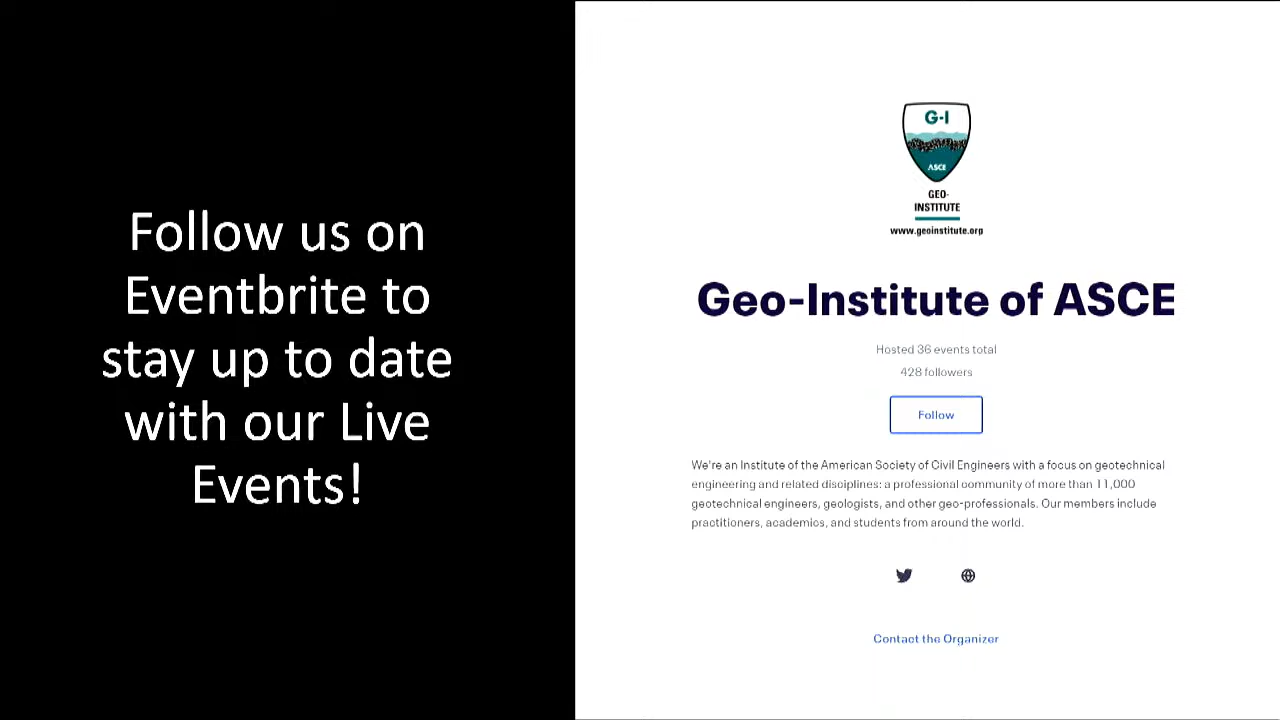 Follow us on
Eventbrite to
stay up to date
with our Live
Events!
G-I
ASCE
GEO-
INSTITUTE
www.geoinstitute.org
Geo-Institute of ASCE
Hosted 36 events total
428 followers
Follow
We're an Institute of the American Society of Civil Engineers with a focus on geotechnical
engineering and related disciplines: a professional community of more than 11,000
geotechnical engineers, geologists, and other geo-professionals. Our members include
practitioners, academics, and students from around the world.
Contact the Organizer